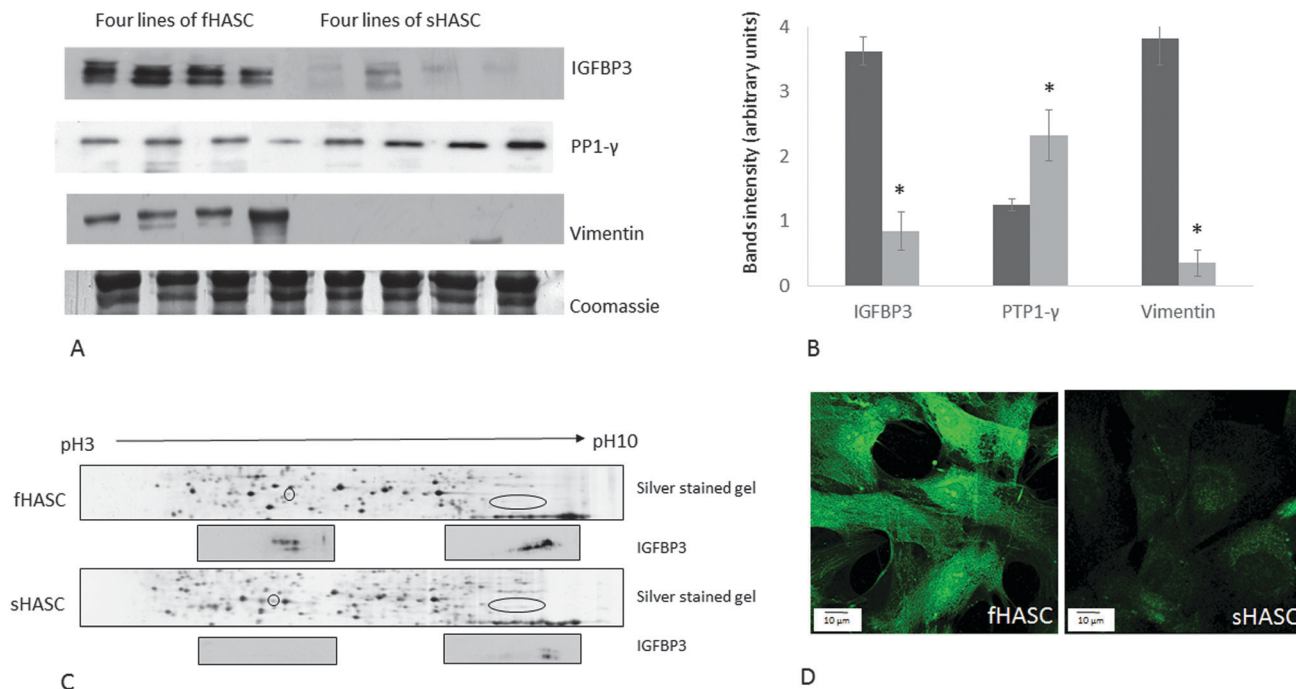 Four lines of fHASC Four lines of sHASC
IGFBP3
PP1-γ
Vimentin
Coomassie
A
Bands intensity (arbitrary units)
4
3
2
1
0
*
*
*
IGFBP3 PTP1-γ Vimentin
B
pH3 pH10
fHASC
Silver stained gel
IGFBP3
sHASC
Silver stained gel
IGFBP3
C
10 μm
fHASC
10 μm
sHASC
D